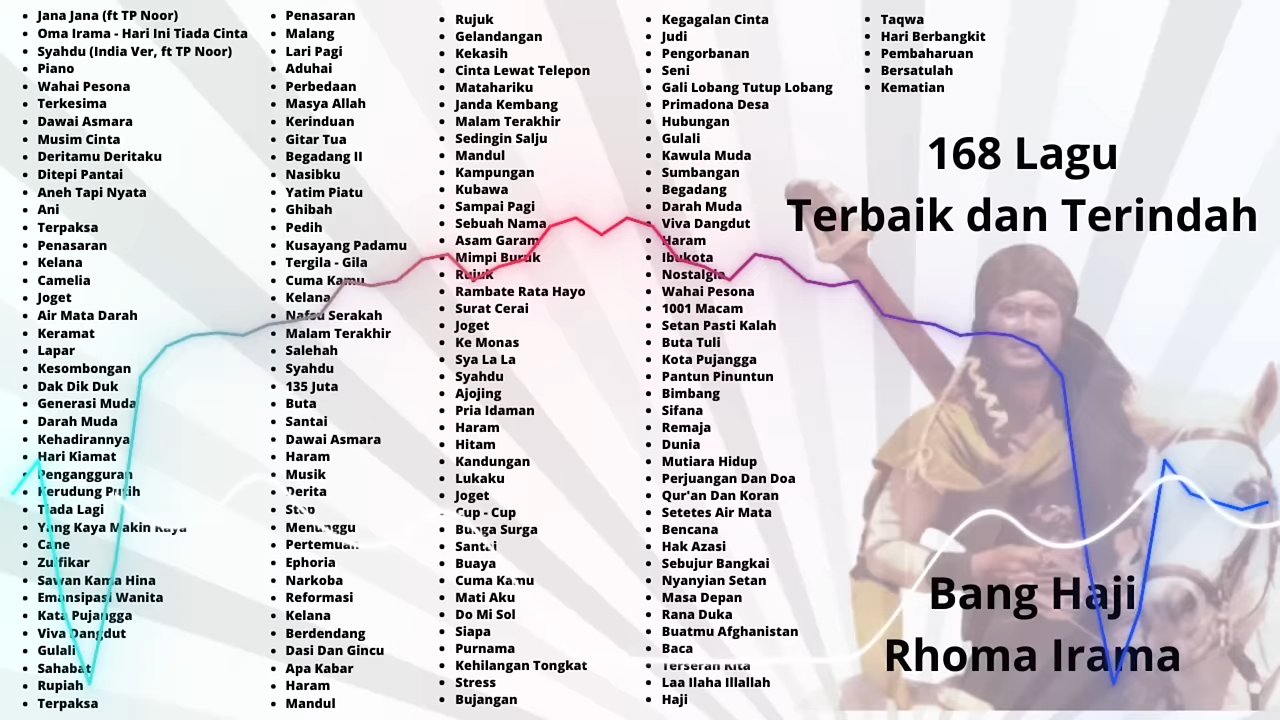 Jana Jana (ft TP Noor)
Oma Irama - Hari Ini Tiada Cinta
Syahdu (India Ver, ft TP Noor)
Piano
Wahai Pesona
Terkesima
Dawai Asmara
Musim Cinta
Deritamu Deritaku
Ditepi Pantai
Aneh Tapi Nyata
Ani
Terpaksa
Penasaran
Kelana
Camelia
Joget
Air Mata Darah
Keramat
Lapar
Kesombongan
Dak Dik Duk
Generasi Muda
Darah Muda
Kehadirannya
Hari Kiamat
Pengangguran
Kerudung Putih
Tiada Lagi
Yang Kaya Makin Kaya
Cane
Zulfikar
Sawan Kama Hina
Emansipasi Wanita
Kata Pujangga
Viva Dangdut
Gulali
Sahabat
Rupiah
Terpaksa
Penasaran
Malang
Lari Pagi
Aduhai
Perbedaan
Masya Allah
Kerinduan
Gitar Tua
Begadang II
Nasibku
Yatim Piatu
Ghibah
Pedih
Kusayang Padamu
Tergila - Gila
Cuma Kamu
Kelana
Nafsu Serakah
Malam Terakhir
Salehah
Syahdu
135 Juta
Buta
Santai
Dawai Asmara
Haram
Musik
Derita
Stop
Menunggu
Pertemuan
Ephoria
Narkoba
Reformasi
Kelana
Berdendang
Dasi Dan Gincu
Apa Kabar
Haram
Mandul
Rujuk
Gelandangan
Kekasih
Cinta Lewat Telepon
Matahariku
Janda Kembang
Malam Terakhir
Sedingin Salju
Mandul
Kampungan
Kubawa
Sampai Pagi
Sebuah Nama
Asam Garam
Mimpi Buruk
Rujuk
Rambate Rata Hayo
Surat Cerai
Joget
Ke Monas
Sya La La
Syahdu
Ajojing
Pria Idaman
Haram
Hitam
Kandungan
Lukaku
Joget
Cup - Cup
Bunga Surga
Santai
Buaya
Cuma Kamu
Mati Aku
Do Mi Sol
Siapa
Purnama
Kehilangan Tongkat
Stress
Bujangan
Kegagalan Cinta
Judi
Pengorbanan
Seni
Gali Lobang Tutup Lobang
Primadona Desa
Hubungan
Gulali
Kawula Muda
Sumbangan
Begadang
Darah Muda
Viva Dangdut
Haram
Ibukota
Nostalgia
Wahai Pesona
1001 Macam
Setan Pasti Kalah
Buta Tuli
Kota Pujangga
Pantun Pinuntun
Bimbang
Sifana
Remaja
Dunia
Mutiara Hidup
Perjuangan Dan Doa
Qur'an Dan Koran
Setetes Air Mata
Bencana
Hak Azasi
Sebujur Bangkai
Nyanyian Setan
Masa Depan
Rana Duka
Buatmu Afghanistan
Baca
Terserah Kita
Laa Ilaha Illallah
Haji
Taqwa
Hari Berbangkit
Pembaharuan
Bersatulah
Kematian
168 Lagu
Terbaik dan Terindah
Bang Haji
Rhoma Irama